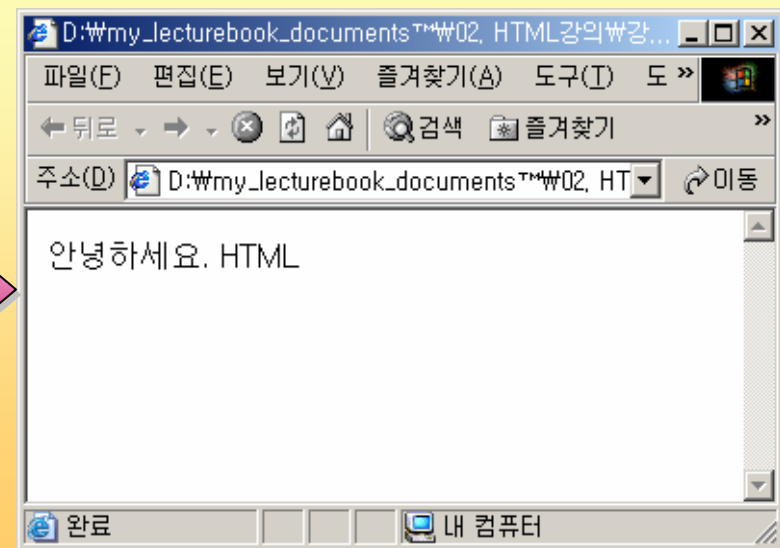 D:₩my_lecturebook_documents™₩02, HTML강의₩강...
파일(F) 편집(E) 보기(V) 즐겨찾기(A) 도구(T) 도 »
뒤로 검색 즐겨찾기 »
주소(D) D:₩my_lecturebook_documents™₩02, HT 이동
안녕하세요. HTML
완료 내 컴퓨터